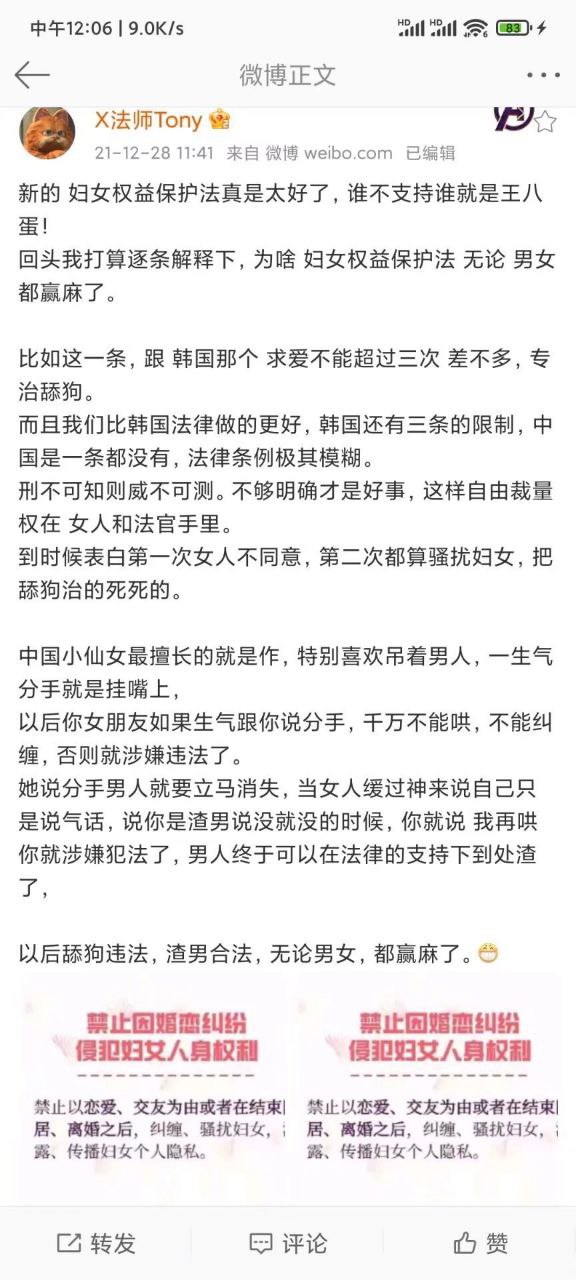 中午12:06 | 9.0K/s
HD HD 6 83
微博正文
X法师Tony
21-12-28 11:41 来自 微博 weibo.com 已编辑
新的 妇女权益保护法真是太好了，谁不支持谁就是王八
蛋！
回头我打算逐条解释下，为啥 妇女权益保护法 无论 男女
都赢麻了。
比如这一条，跟 韩国那个 求爱不能超过三次 差不多，专
治舔狗。
而且我们比韩国法律做的更好，韩国还有三条的限制，中
国是一条都没有，法律条例极其模糊。
刑不可知则威不可测。不够明确才是好事，这样自由裁量
权在 女人和法官手里。
到时候表白第一次女人不同意，第二次都算骚扰妇女，把
舔狗治的死死的。
中国小仙女最擅长的就是作，特别喜欢吊着男人，一生气
分手就是挂嘴上，
以后你女朋友如果生气跟你说分手，千万不能哄，不能纠
缠，否则就涉嫌违法了。
她说分手男人就要立马消失，当女人缓过神来说自己只
是说气话，说你是渣男说没就没的时候，你就说 我再哄
你就涉嫌犯法了，男人终于可以在法律的支持下到处渣
了，
以后舔狗违法，渣男合法，无论男女，都赢麻了。
禁止因婚恋纠纷
侵犯妇女人身权利
禁止以恋爱、交友为由或者在结束
居、离婚之后，纠缠、骚扰妇女，
露、传播妇女个人隐私。
禁止因婚恋纠纷
侵犯妇女人身权利
禁止以恋爱、交友为由或者在结束
居、离婚之后，纠缠、骚扰妇女，
露、传播妇女个人隐私。
转发 评论 赞